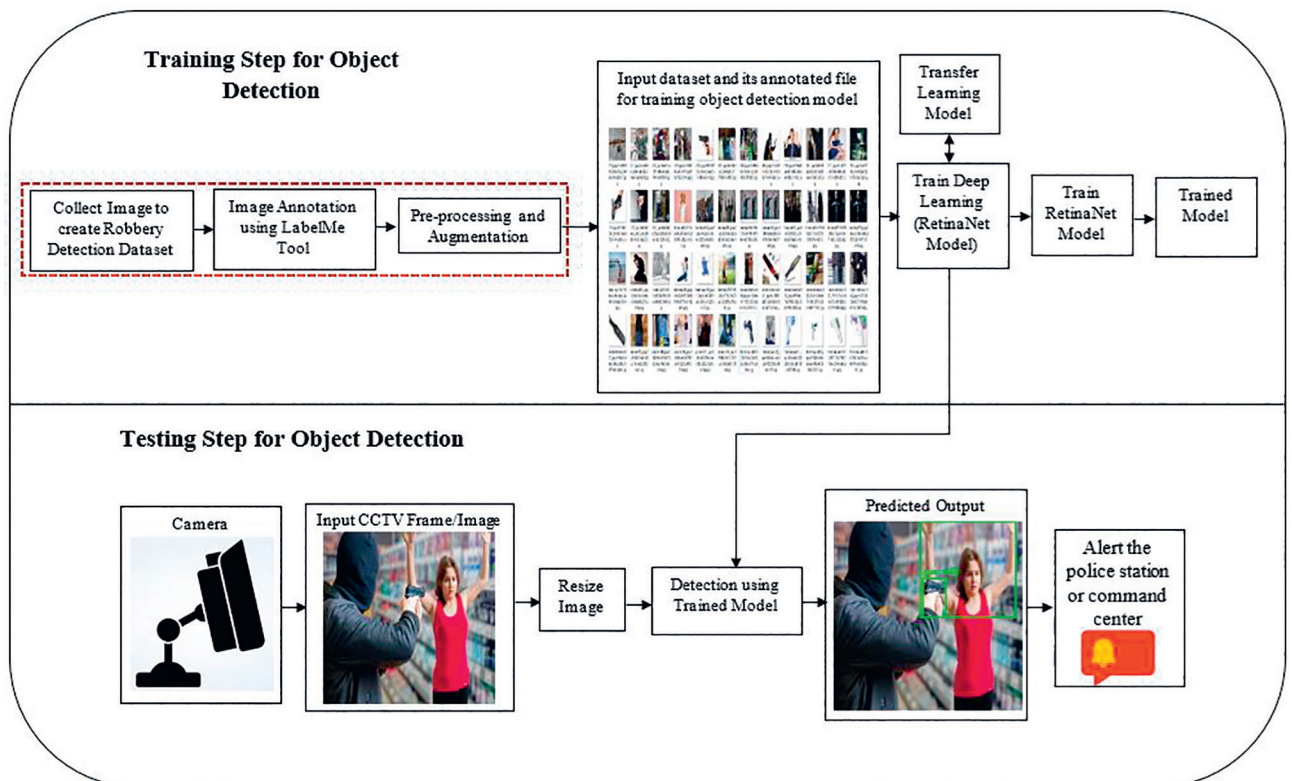 Training Step for Object
Detection
Collect Image to
create Robbery
Detection Dataset
Image Annotation
using LabelMe
Tool
Pre-processing and
Augmentation
Input dataset and its annotated file
for training object detection model
Transfer
Learning
Model
Train Deep
Learning
(RetinaNet
Model)
Train
RetinaNet
Model
Trained
Model
Testing Step for Object Detection
Camera
Input CCTV Frame/Image
Resize
Image
Detection using
Trained Model
Predicted Output
Alert the
police station
or command
center